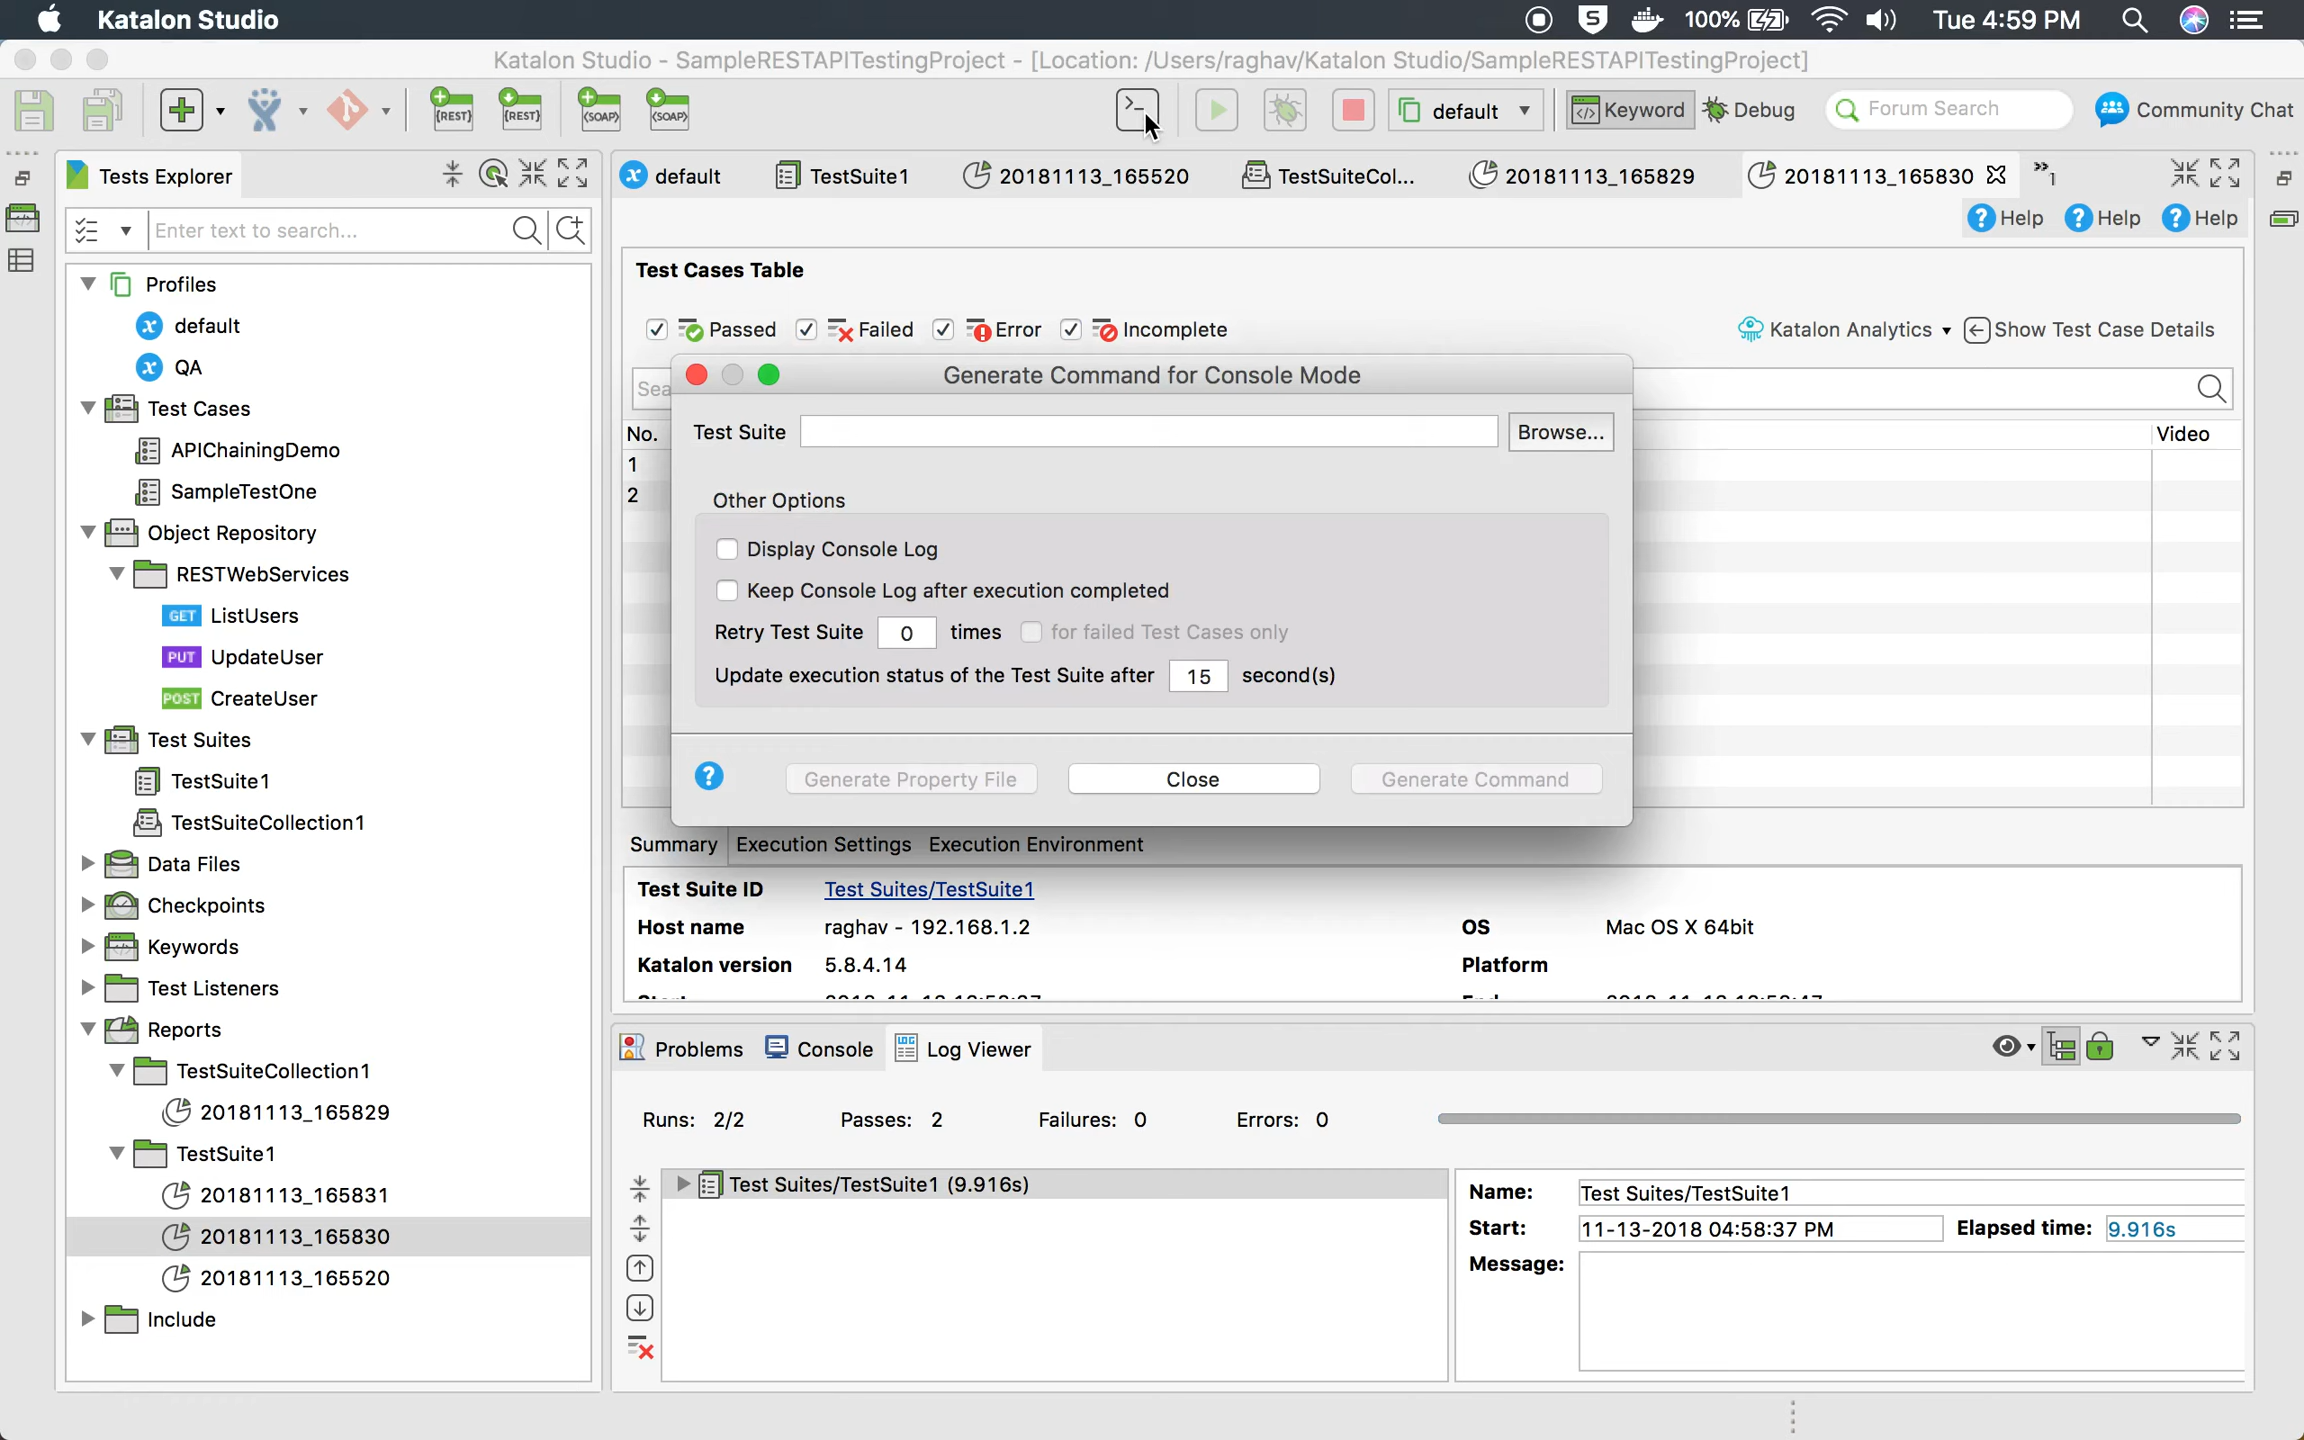 Katalon Studio
100%
Tue 4:59 PM
Katalon Studio - SampleRESTAPITestingProject - [Location: /Users/raghav/Katalon Studio/SampleRESTAPITestingProject]
{REST} {REST} <SOAP> <SOAP>
default
Keyword
Debug
Forum Search
Community Chat
Tests Explorer
default
TestSuite1
20181113_165520
TestSuiteCol...
20181113_165829
20181113_165830
1
Help
Help
Help
Enter text to search...
Profiles
default
QA
Test Cases
APIChainingDemo
SampleTestOne
Object Repository
RESTWebServices
GET ListUsers
PUT UpdateUser
POST CreateUser
Test Suites
TestSuite1
TestSuiteCollection1
Data Files
Checkpoints
Keywords
Test Listeners
Reports
TestSuiteCollection1
20181113_165829
TestSuite1
20181113_165831
20181113_165830
20181113_165520
Include
Test Cases Table
Passed Failed Error Incomplete
Katalon Analytics
Show Test Case Details
Sea
No.
Video
1
2
Generate Command for Console Mode
Test Suite
Browse...
Other Options
Display Console Log
Keep Console Log after execution completed
Retry Test Suite 0 times for failed Test Cases only
Update execution status of the Test Suite after 15 second(s)
Generate Property File
Close
Generate Command
Summary Execution Settings Execution Environment
Test Suite ID Test Suites/TestSuite1
Host name raghav - 192.168.1.2 OS Mac OS X 64bit
Katalon version 5.8.4.14 Platform
Problems Console Log Viewer
Runs: 2/2 Passes: 2 Failures: 0 Errors: 0
Test Suites/TestSuite1 (9.916s)
Name: Test Suites/TestSuite1
Start: 11-13-2018 04:58:37 PM Elapsed time: 9.916s
Message: